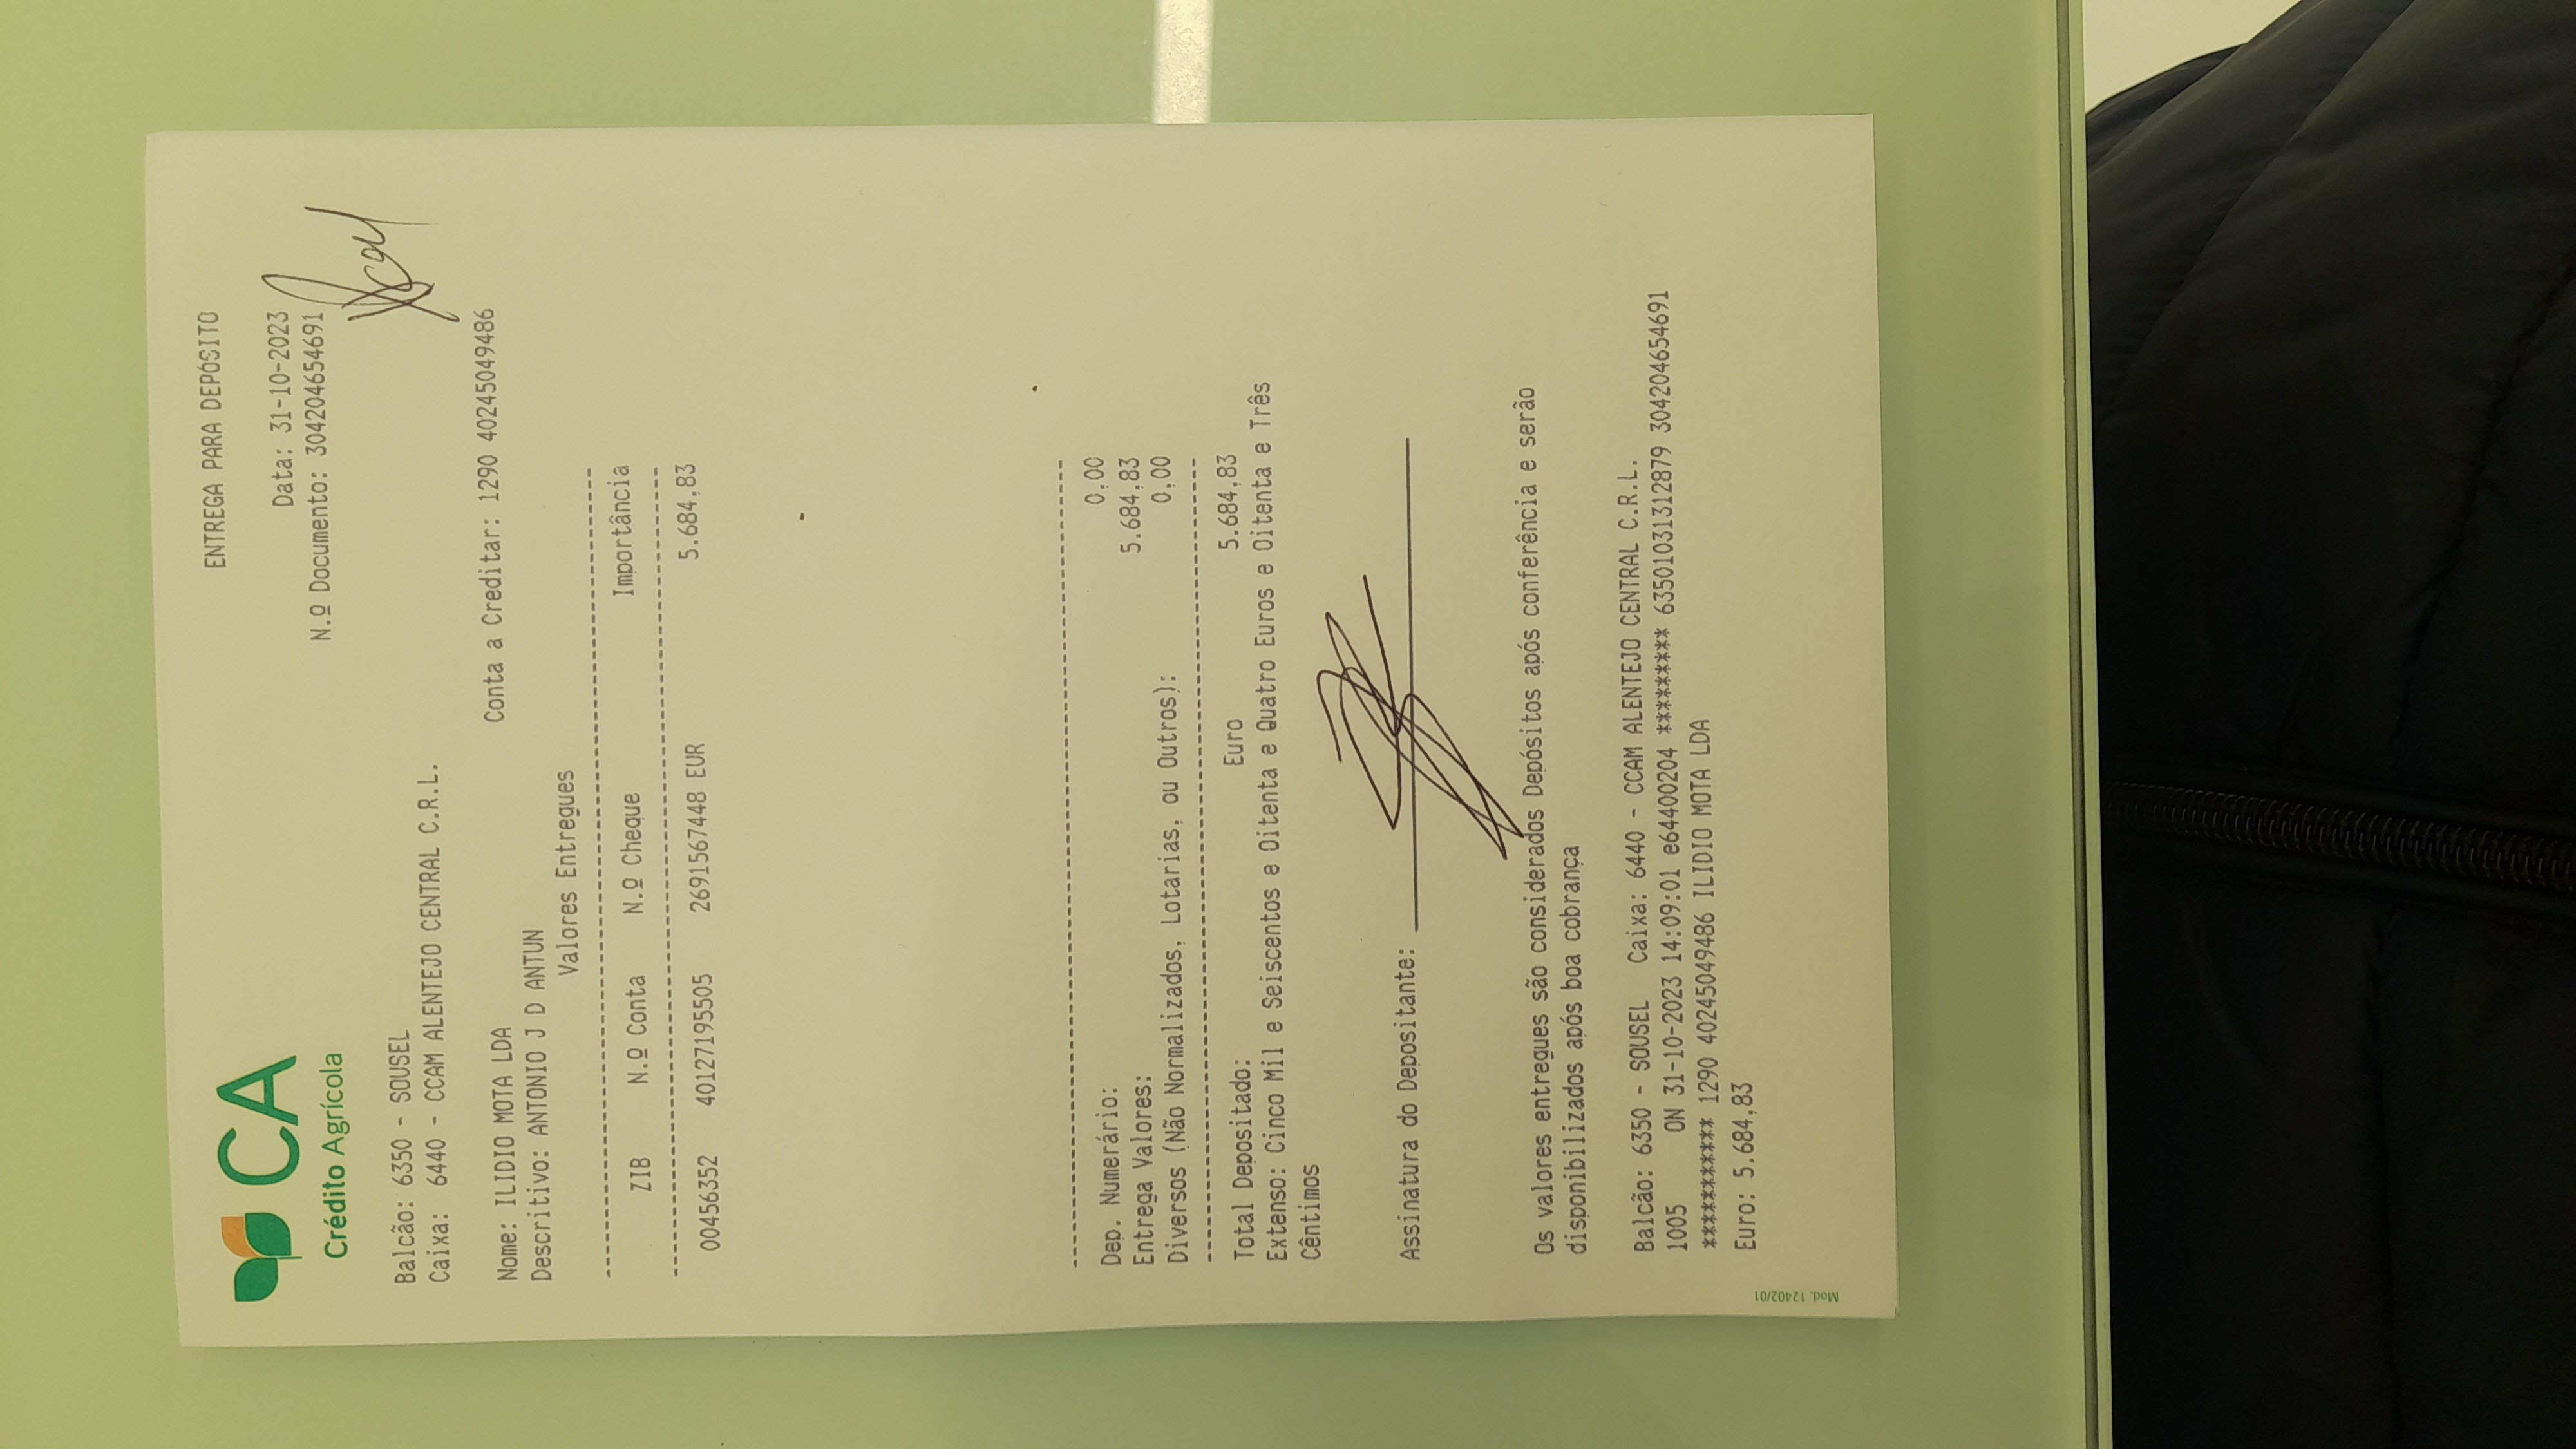 CA
Crédito Agrícola
ENTREGA PARA DEPÓSITO
Data: 31-10-2023
N.º Documento: 304204654691
Balcão: 6350 - SOUSEL
Caixa: 6440 - CCAM ALENTEJO CENTRAL C.R.L.
Conta a Creditar: 1290 40245049486
Nome: ILIDIO MOTA LDA
Descritivo: ANTONIO J D ANTUN
Valores Entregues
ZIB N.º Conta N.º Cheque Importância
00456352 40127195505 2691567448 EUR 5.684,83
Dep. Numerário: 0,00
Entrega Valores: 5.684,83
Diversos (Não Normalizados, Lotarias, ou Outros): 0,00
Total Depositado: Euro 5.684,83
Extenso: Cinco Mil e Seiscentos e Oitenta e Quatro Euros e Oitenta e Três
Cêntimos
Assinatura do Depositante:
Os valores entregues são considerados Depósitos após conferência e serão
disponibilizados após boa cobrança
Balcão: 6350 - SOUSEL Caixa: 6440 - CCAM ALENTEJO CENTRAL C.R.L.
1005 ON 31-10-2023 14:09:01 e64400204 ********* 6350103131312879 304204654691
********** 1290 40245049486 ILIDIO MOTA LDA
Euro: 5.684,83
Mod. 12402/01